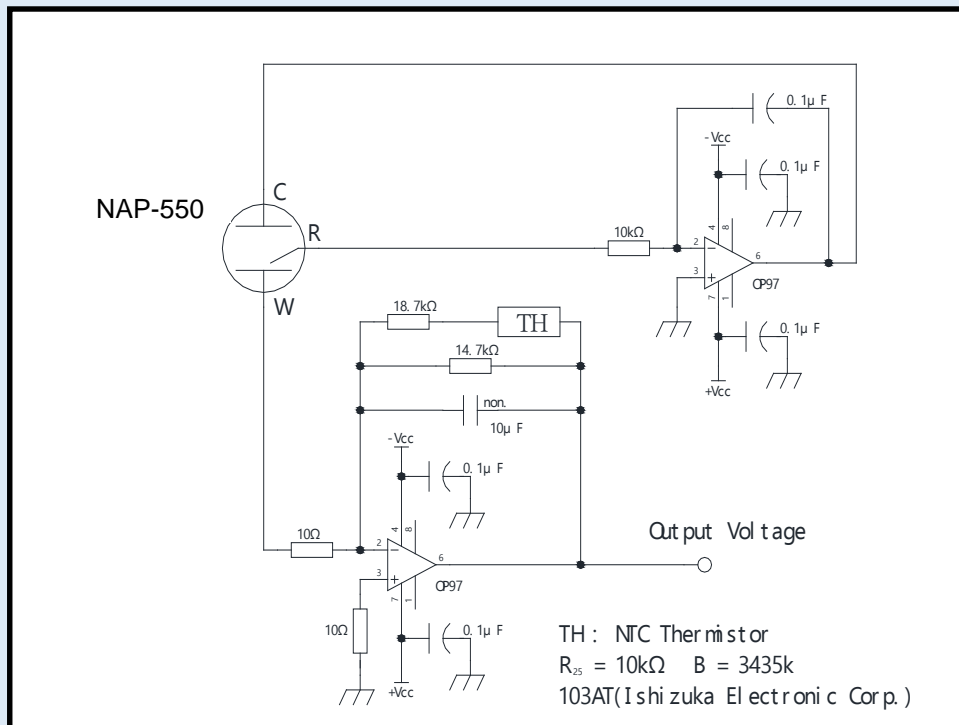 0.1µ F
-Vcc
0.1µ F
C
NAP-550
R
10kΩ
4
8
2
-
6
3
+
OP97
7
1
W
18.7kΩ
TH
0.1µ F
14.7kΩ
+Vcc
non.
10µ F
-Vcc
0.1µ F
Output Voltage
10Ω
4
8
2
-
6
3
+
OP97
7
1
10Ω
0.1µ F
+Vcc
TH: NTC Thermistor
R25 = 10kΩ B = 3435k
103AT(Ishizuka Electronic Corp.)